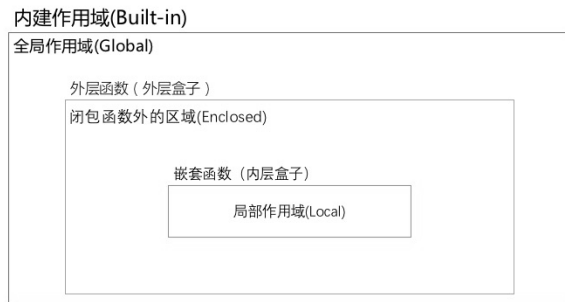 内建作用域(Built-in)
全局作用域(Global)
外层函数（外层盒子）
闭包函数外的区域(Enclosed)
嵌套函数（内层盒子）
局部作用域(Local)